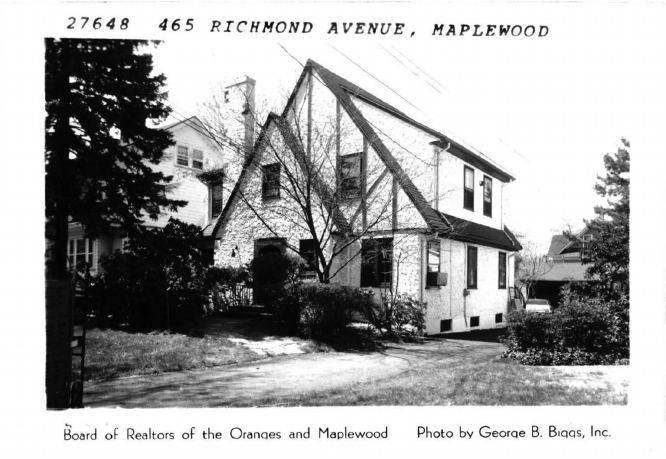 27648 465 RICHMOND AVENUE, MAPLEWOOD
Board of Realtors of the Oranges and Maplewood Photo by George B. Biggs, Inc.